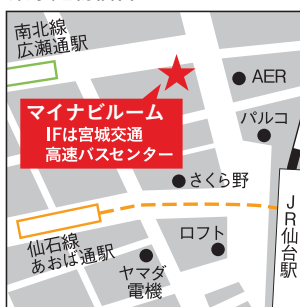 南北線
広瀬通駅
AER
マイナビルーム
IFは宮城交通
高速バスセンター
パルコ
さくら野
JR仙台駅
仙石線
あおば通駅
ロフト
ヤマダ
電機